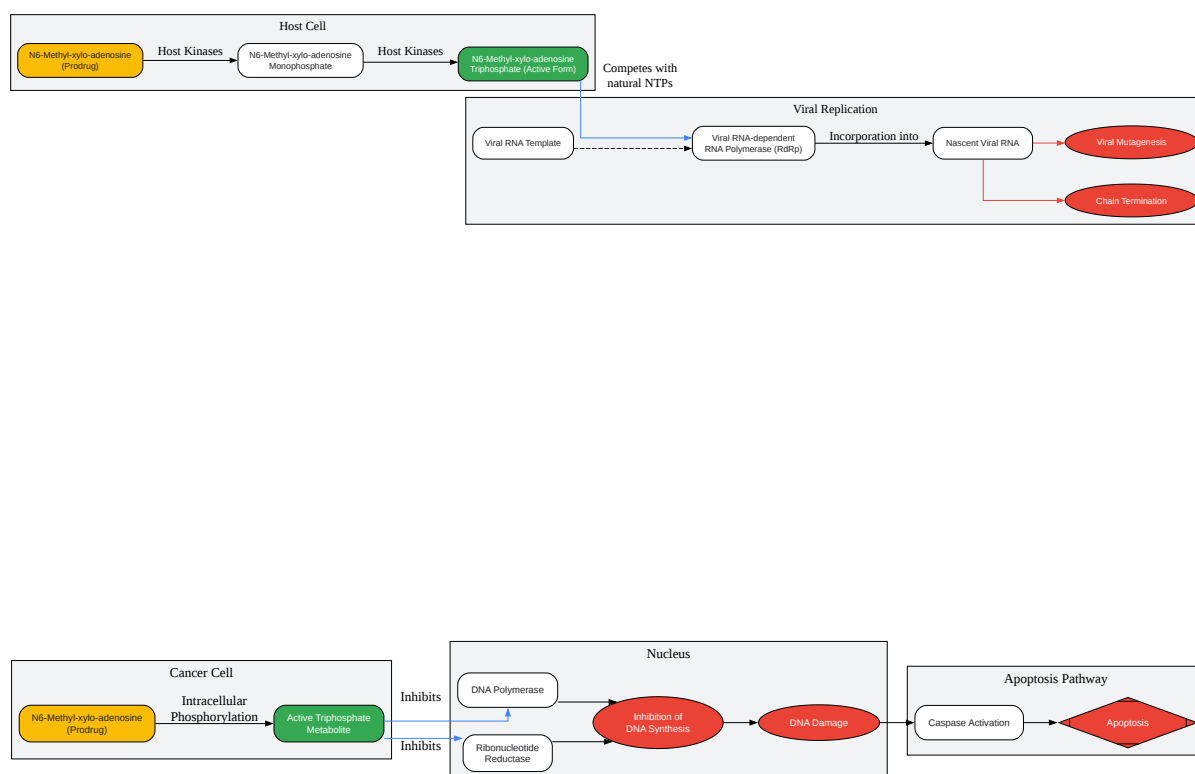 Host Cell
N6-Methyl-xylo-adenosine
(Prodrug)
Host Kinases
N6-Methyl-xylo-adenosine
Monophosphate
Host Kinases
N6-Methyl-xylo-adenosine
Triphosphate (Active Form)
Competes with
natural NTPs
Viral Replication
Viral RNA Template
Viral RNA-dependent
RNA Polymerase (RdRp)
Incorporation into
Nascent Viral RNA
Viral Mutagenesis
Chain Termination
Cancer Cell
N6-Methyl-xylo-adenosine
(Prodrug)
Intracellular
Phosphorylation
Active Triphosphate
Metabolite
Inhibits
Inhibits
Nucleus
DNA Polymerase
Ribonucleotide
Reductase
Inhibition of
DNA Synthesis
DNA Damage
Apoptosis Pathway
Caspase Activation
Apoptosis